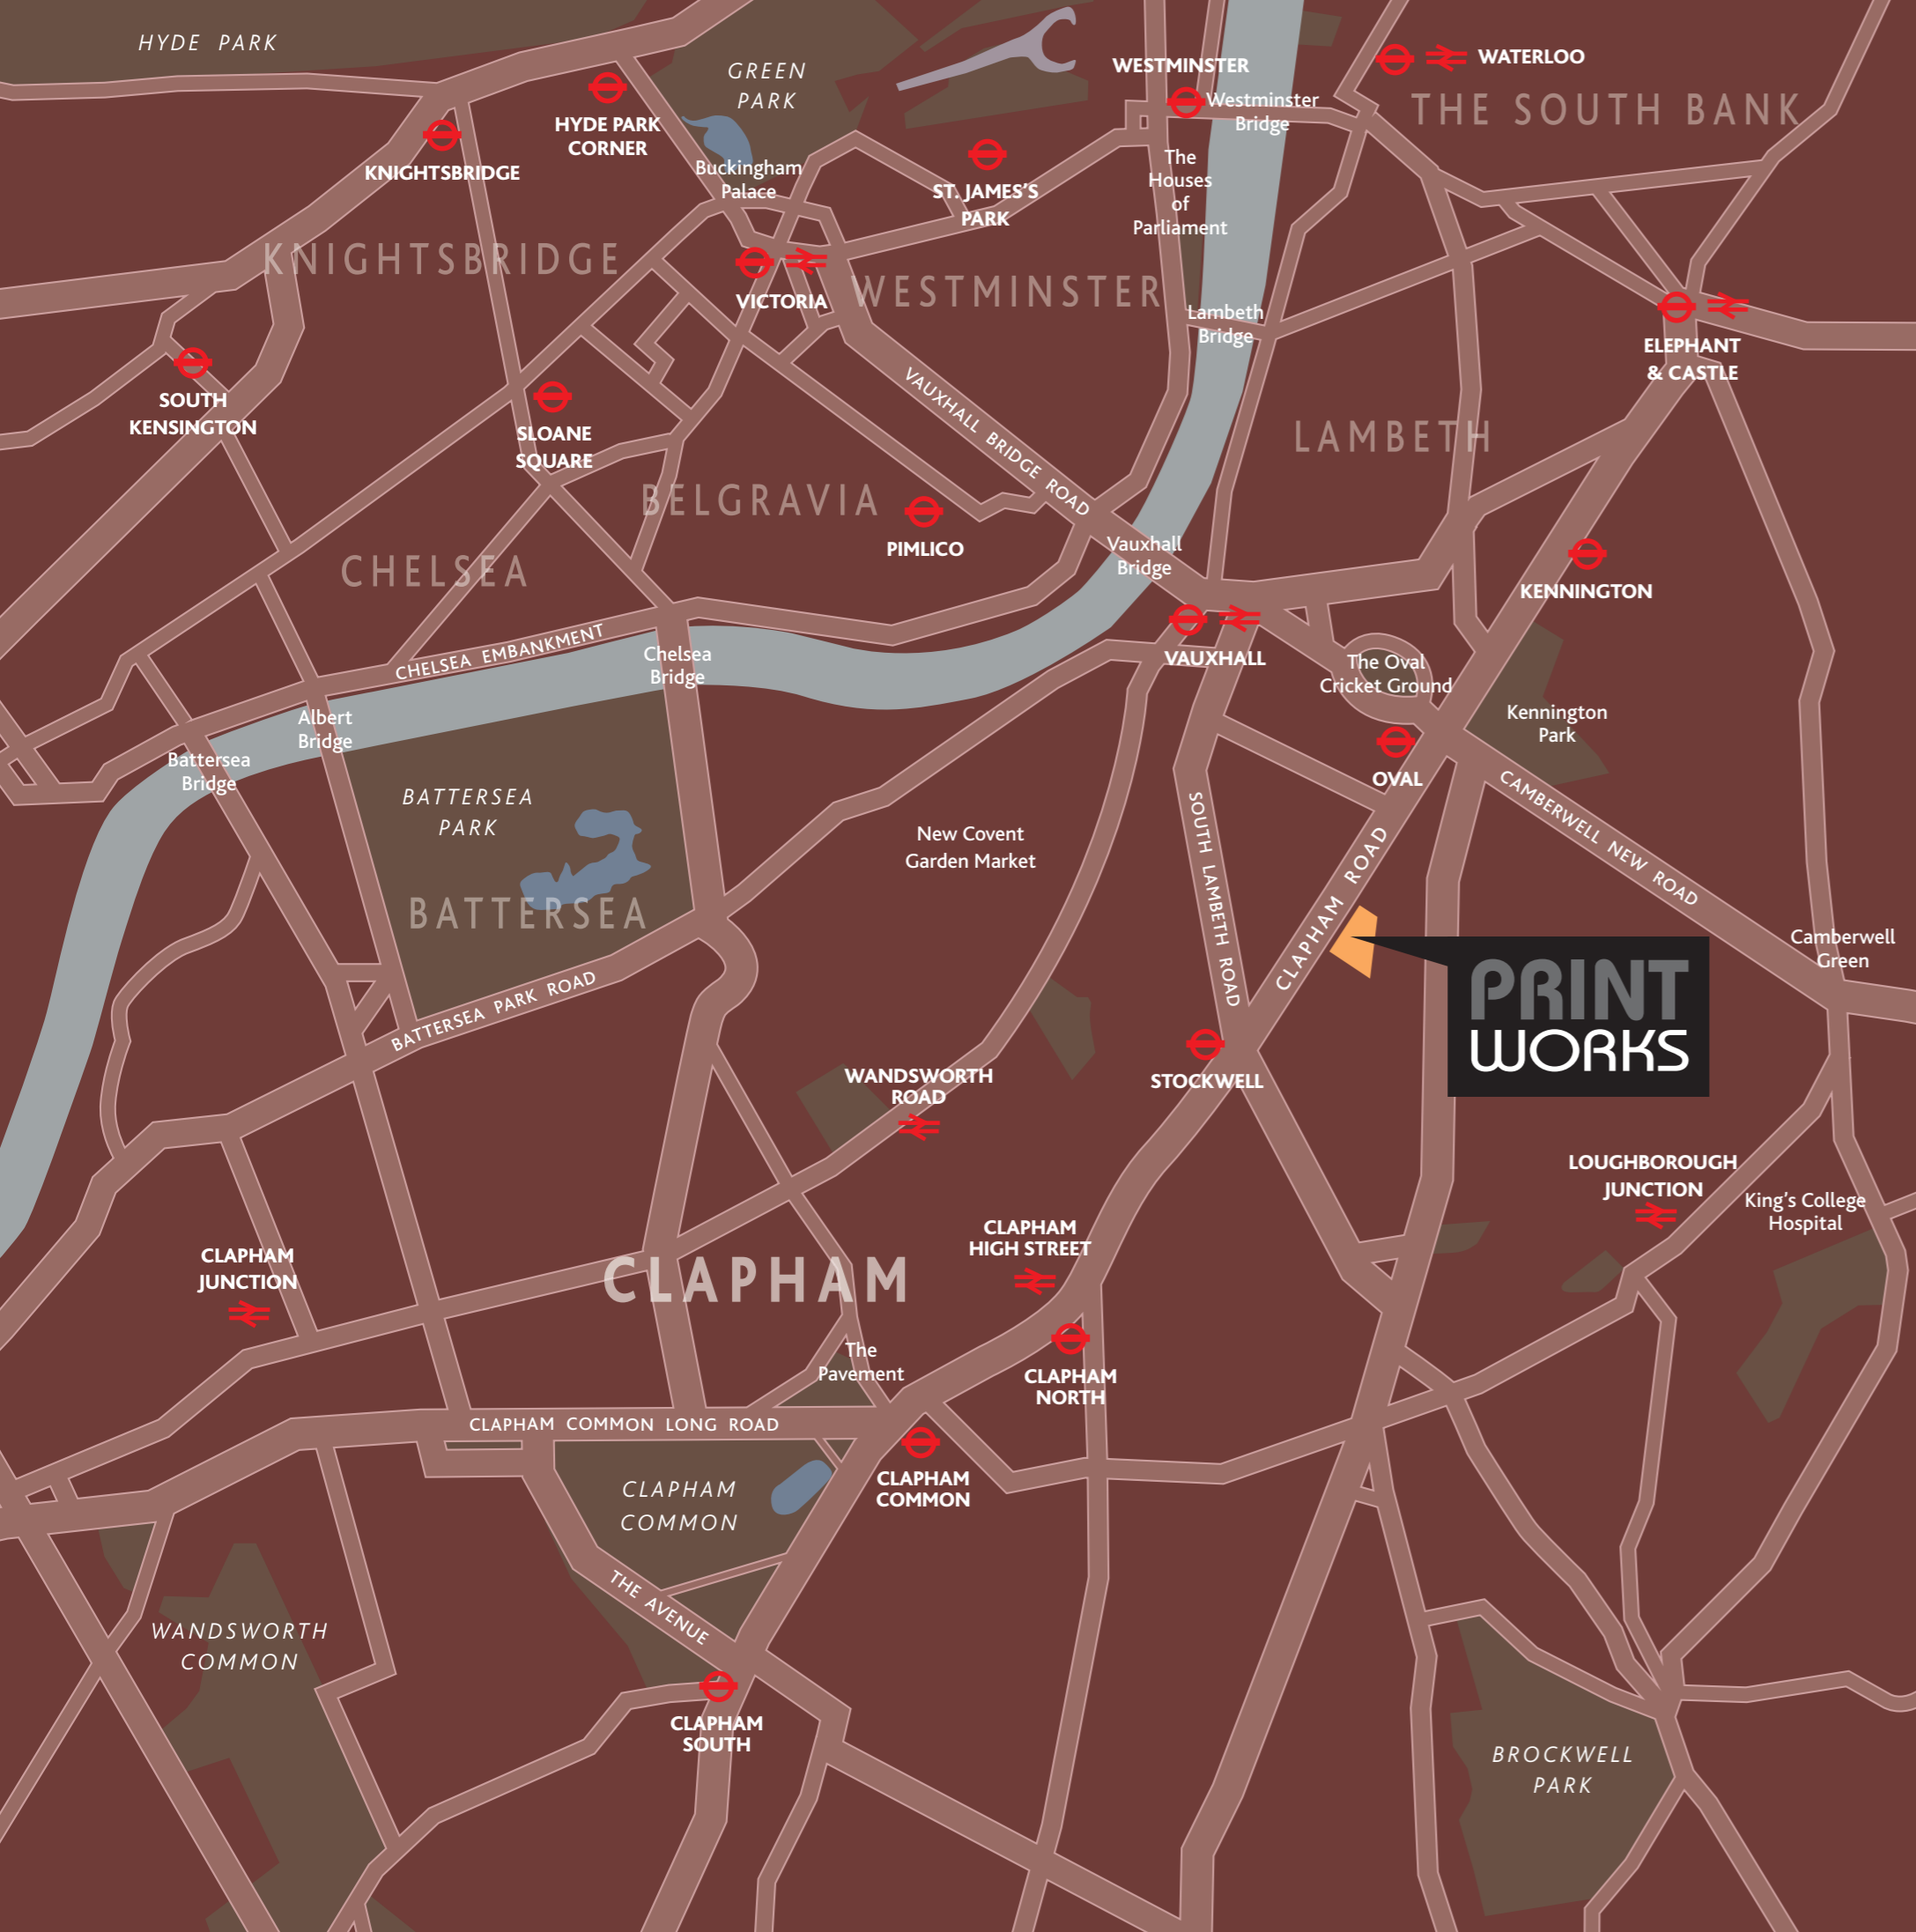 HYDE PARK
GREEN
PARK
WESTMINSTER
WATERLOO
Westminster
Bridge
THE SOUTH BANK
HYDE PARK
CORNER
KNIGHTSBRIDGE
Buckingham
Palace
ST. JAMES'S
PARK
The
Houses
of
Parliament
KNIGHTSBRIDGE
VICTORIA
WESTMINSTER
Lambeth
Bridge
ELEPHANT
& CASTLE
SOUTH
KENSINGTON
SLOANE
SQUARE
VAUXHALL BRIDGE ROAD
LAMBETH
BELGRAVIA
PIMLICO
CHELSEA
Vauxhall
Bridge
KENNINGTON
CHELSEA EMBANKMENT
Chelsea
Bridge
VAUXHALL
The Oval
Cricket Ground
Albert
Bridge
Kennington
Park
Battersea
Bridge
OVAL
BATTERSEA
PARK
New Covent
Garden Market
SOUTH LAMBETH ROAD
CLAPHAM ROAD
CAMBERWELL NEW ROAD
BATTERSEA
Camberwell
Green
PRINT
WORKS
BATTERSEA PARK ROAD
WANDSWORTH
ROAD
STOCKWELL
LOUGHBOROUGH
JUNCTION
King's College
Hospital
CLAPHAM
HIGH STREET
CLAPHAM
JUNCTION
CLAPHAM
The
Pavement
CLAPHAM
NORTH
CLAPHAM COMMON LONG ROAD
CLAPHAM
COMMON
CLAPHAM
COMMON
THE AVENUE
WANDSWORTH
COMMON
CLAPHAM
SOUTH
BROCKWELL
PARK